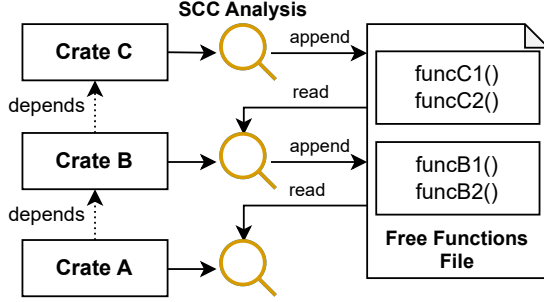 SCC Analysis
Crate C
append
funcC1()
funcC2()
depends
read
Crate B
append
funcB1()
funcB2()
depends
read
Free Functions
File
Crate A